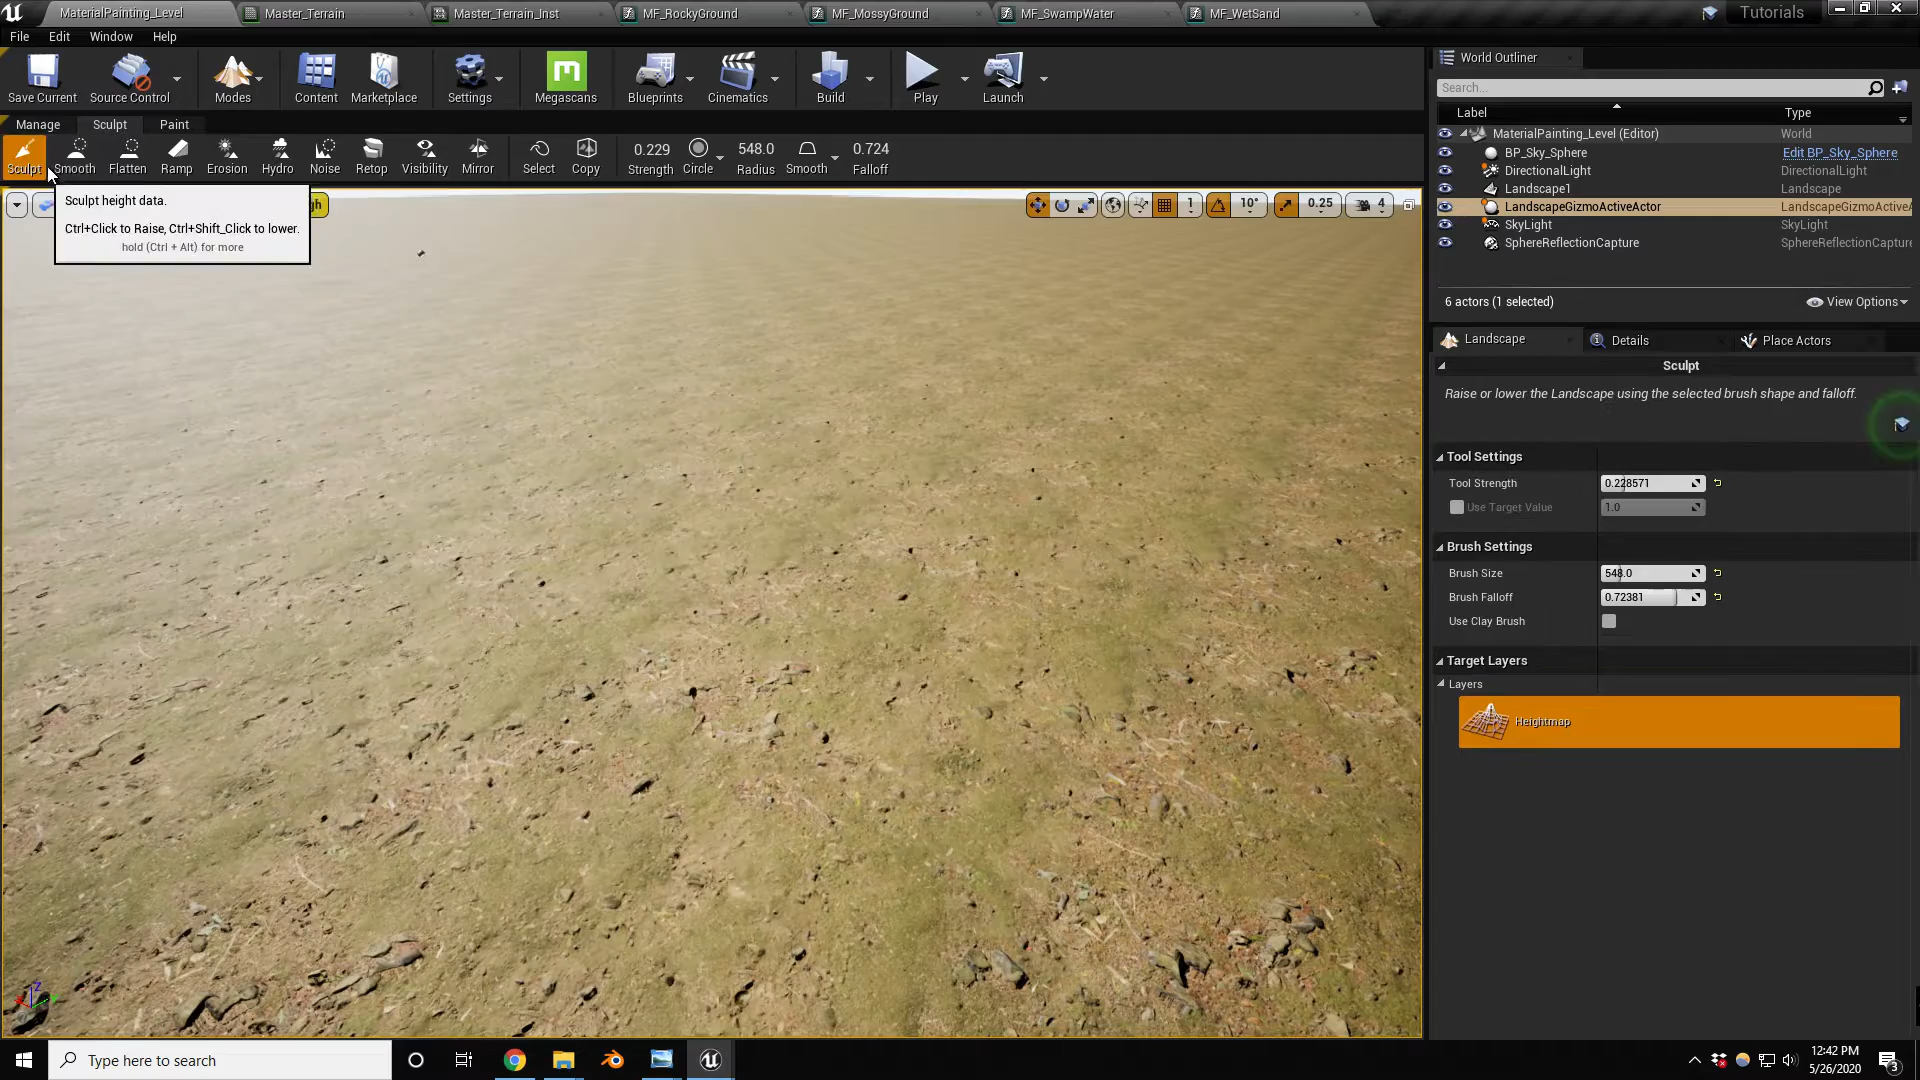 MaterialPainting_Level
Master_Terrain
Master_Terrain_Inst
MF_RockyGround
MF_MossyGround
MF_SwampWater
MF_WetSand
Tutorials
File Edit Window Help
Save Current
Source Control
Modes
Content
Marketplace
Settings
Megascans
Blueprints
Cinematics
Build
Play
Launch
Manage Sculpt Paint
Sculpt
Smooth
Flatten
Ramp
Erosion
Hydro
Noise
Retop
Visibility
Mirror
Select
Copy
0.229
Strength
Circle
548.0
Radius
Smooth
0.724
Falloff
Sculpt height data.
Ctrl+Click to Raise, Ctrl+Shift_Click to lower.
hold (Ctrl + Alt) for more
1
10°
0.25
4
World Outliner
Search...
Label Type
MaterialPainting_Level (Editor) World
BP_Sky_Sphere Edit BP_Sky_Sphere
DirectionalLight DirectionalLight
Landscape1 Landscape
LandscapeGizmoActiveActor LandscapeGizmoActiveA
SkyLight SkyLight
SphereReflectionCapture SphereReflectionCapture
6 actors (1 selected) View Options
Landscape Details Place Actors
Sculpt
Raise or lower the Landscape using the selected brush shape and falloff.
Tool Settings
Tool Strength 0.228571
Use Target Value 1.0
Brush Settings
Brush Size 548.0
Brush Falloff 0.72381
Use Clay Brush
Target Layers
Layers
Heightmap
Z
Type here to search
12:42 PM
5/26/2020
3